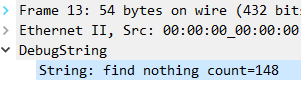 Frame 13: 54 bytes on wire (432 bit
Ethernet II, Src: 00:00:00_00:00:00
DebugString
String: find nothing count=148